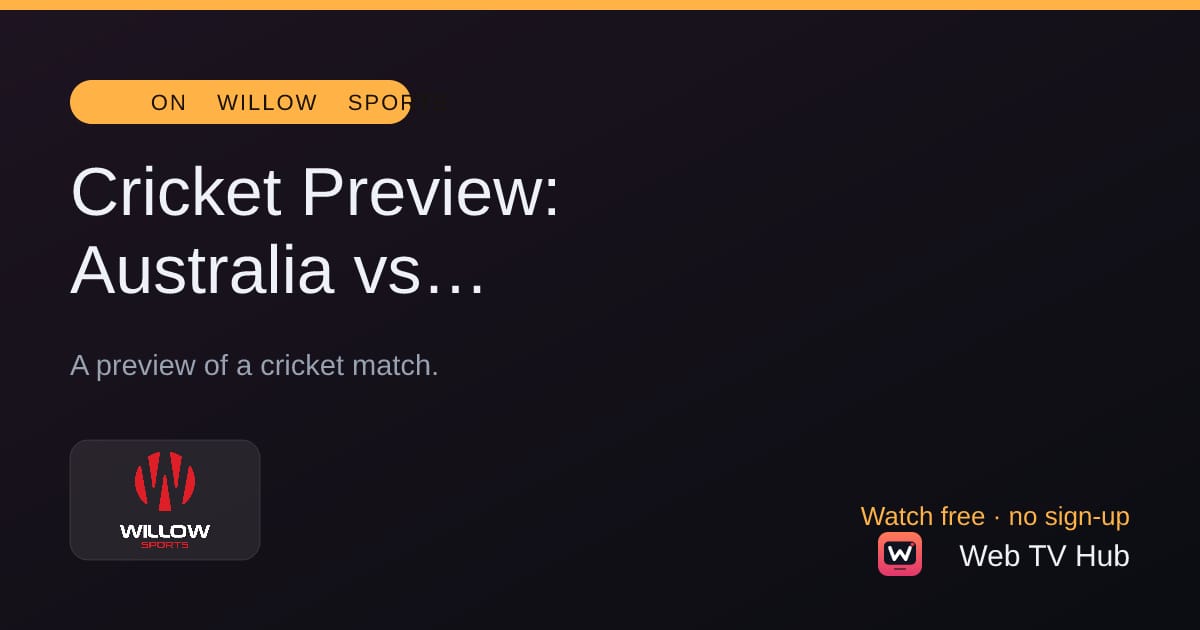 ON WILLOW SPORTS
Cricket Preview:
Australia vs…
A preview of a cricket match.
WILLOW
SPORTS
Watch free · no sign-up
W
Web TV Hub